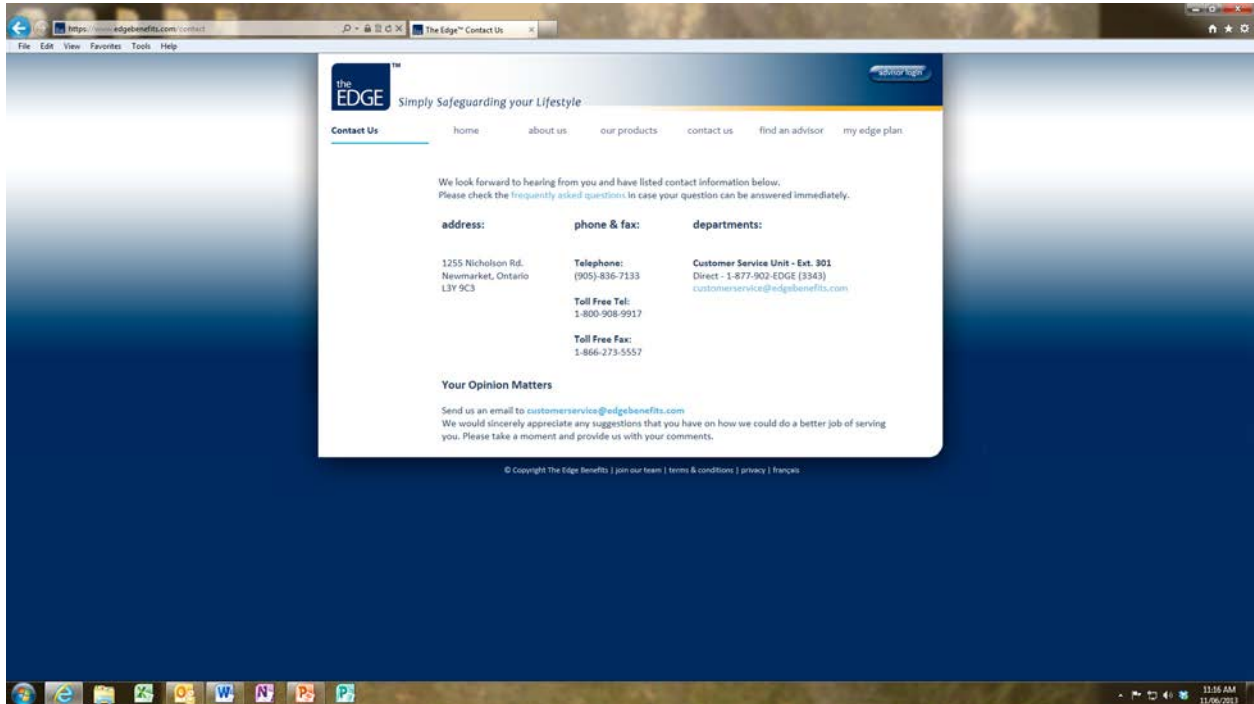 https://www.edgebenefits.com/contact
The Edge™ Contact Us
File Edit View Favorites Tools Help
the
EDGE
TM
Simply Safeguarding your Lifestyle
advisor login
Contact Us home about us our products contact us find an advisor my edge plan
We look forward to hearing from you and have listed contact information below.
Please check the frequently asked questions in case your question can be answered immediately.
address: phone & fax: departments:
1255 Nicholson Rd.
Newmarket, Ontario
L3Y 9C3
Telephone:
(905)-836-7133
Toll Free Tel:
1-800-908-9917
Toll Free Fax:
1-866-273-5557
Customer Service Unit - Ext. 301
Direct - 1-877-902-EDGE (3343)
customerservice@edgebenefits.com
Your Opinion Matters
Send us an email to customerservice@edgebenefits.com
We would sincerely appreciate any suggestions that you have on how we could do a better job of serving
you. Please take a moment and provide us with your comments.
© Copyright The Edge Benefits | join our team | terms & conditions | privacy | français
11:16 AM
11/06/2013